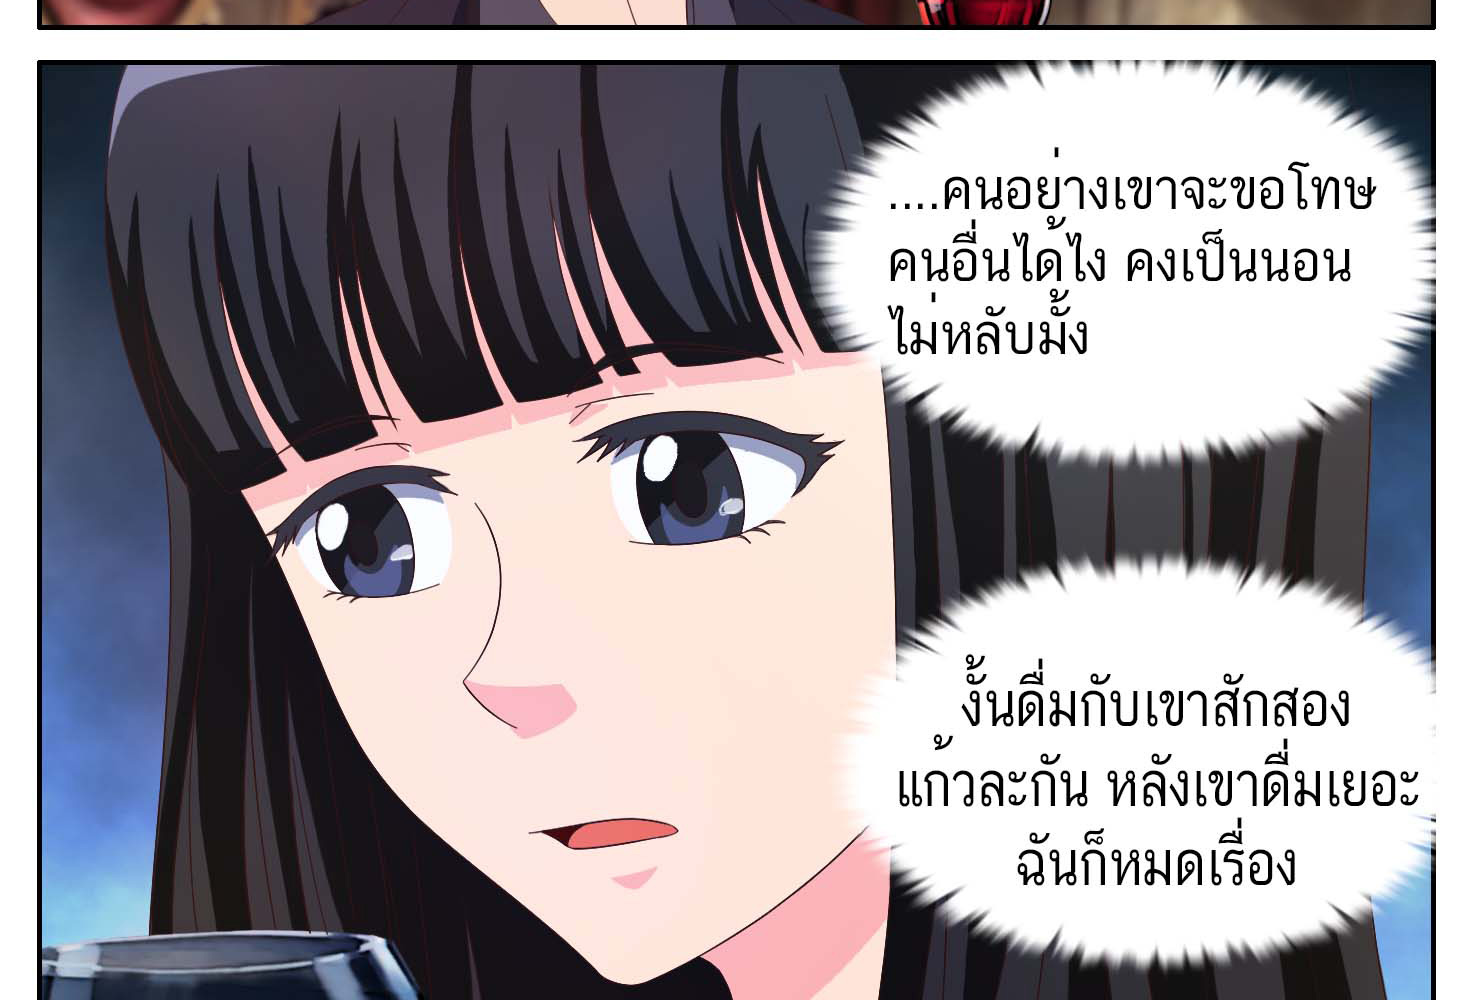 ....คนอย่างเขาจะขอโทษ
คนอื่นได้ไง คงเป็นนอน
ไม่หลับมั้ง
งั้นดื่มกับเขาสักสอง
แก้วละกัน หลังเขาดื่มเยอะ
ฉันก็หมดเรื่อง